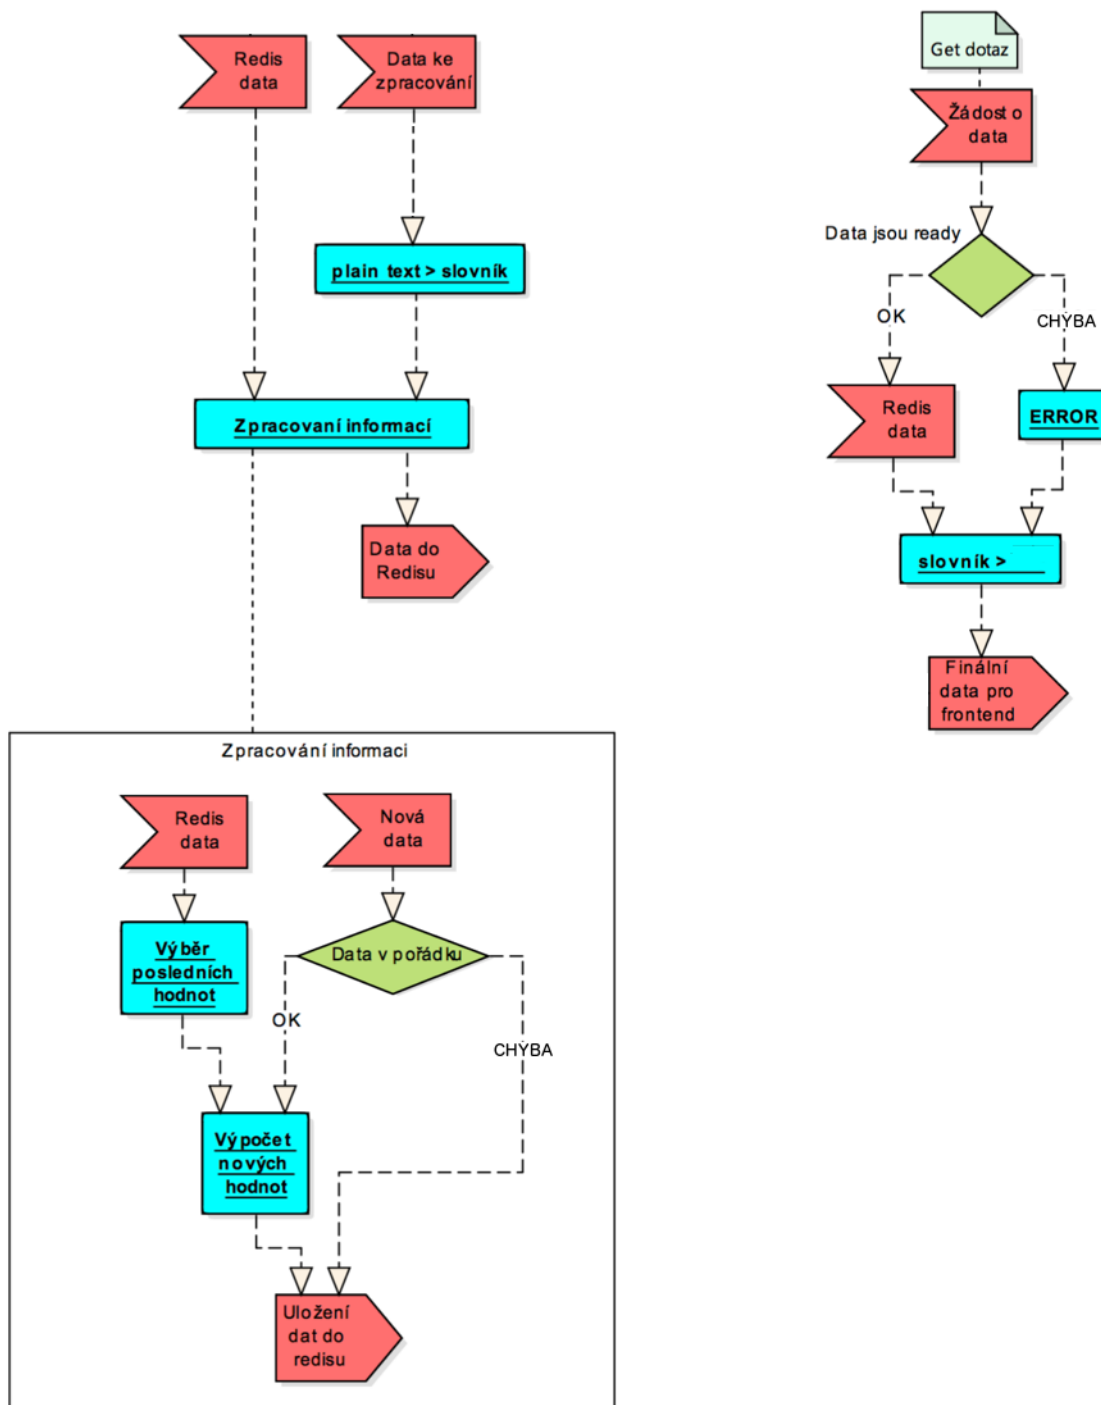 Redis
data
Data ke
zpracování
plain text > slovník
Zpracovaní informací
Data do
Redisu
Get dotaz
Žádost o
data
Data jsou ready
OK
CHYBA
Redis
data
ERROR
slovník >
Finální
data pro
frontend
Zpracování informaci
Redis
data
Nová
data
Výběr
posledních
hodnot
Data v pořádku
OK
CHYBA
Výpočet
nových
hodnot
Uložení
dat do
redisu